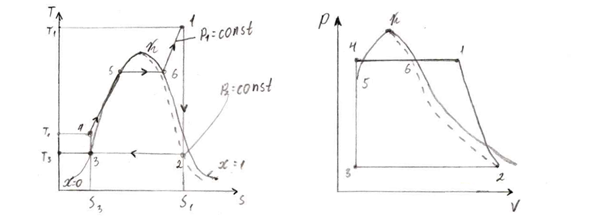 T
T₁
1
P₁=const
k
5
6
P₂=const
4
T₃
3
2
x=0
x=1
S₃
S₁
S
P
k
4
1
6
5
3
2
V